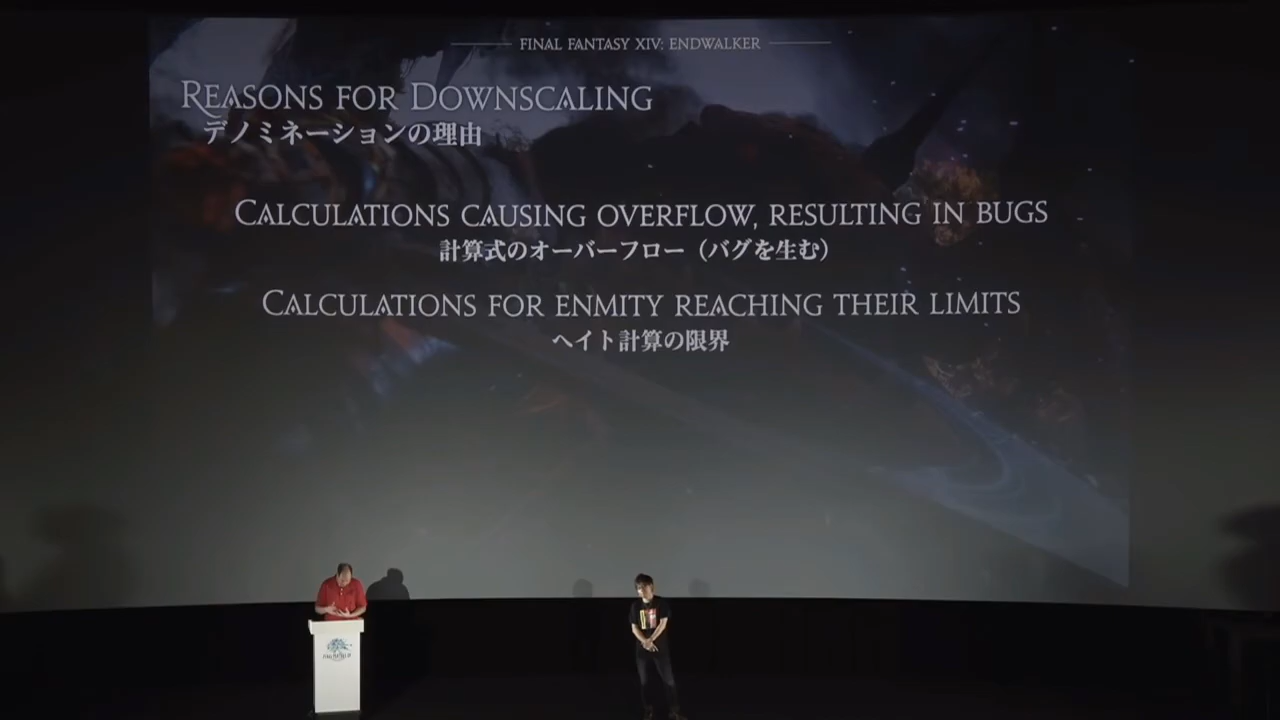 FINAL FANTASY XIV: ENDWALKER
REASONS FOR DOWNSCALING
デノミネーションの理由
CALCULATIONS CAUSING OVERFLOW, RESULTING IN BUGS
計算式のオーバーフロー（バグを生む）
CALCULATIONS FOR ENMITY REACHING THEIR LIMITS
ヘイト計算の限界